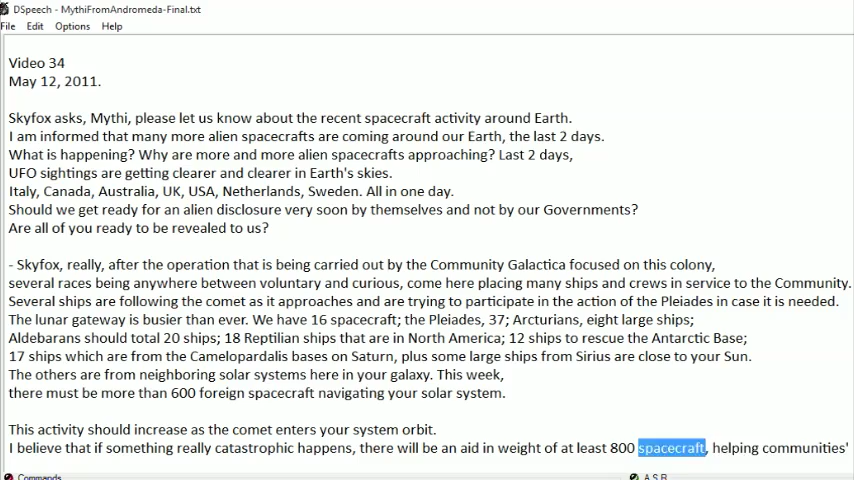 DSpeech - MythiFromAndromeda-Final.txt
File Edit Options Help
Video 34
May 12, 2011.
Skyfox asks, Mythi, please let us know about the recent spacecraft activity around Earth.
I am informed that many more alien spacecrafts are coming around our Earth, the last 2 days.
What is happening? Why are more and more alien spacecrafts approaching? Last 2 days,
UFO sightings are getting clearer and clearer in Earth's skies.
Italy, Canada, Australia, UK, USA, Netherlands, Sweden. All in one day.
Should we get ready for an alien disclosure very soon by themselves and not by our Governments?
Are all of you ready to be revealed to us?
- Skyfox, really, after the operation that is being carried out by the Community Galactica focused on this colony,
several races being anywhere between voluntary and curious, come here placing many ships and crews in service to the Community.
Several ships are following the comet as it approaches and are trying to participate in the action of the Pleiades in case it is needed.
The lunar gateway is busier than ever. We have 16 spacecraft; the Pleiades, 37; Arcturians, eight large ships;
Aldebarans should total 20 ships; 18 Reptilian ships that are in North America; 12 ships to rescue the Antarctic Base;
17 ships which are from the Camelopardalis bases on Saturn, plus some large ships from Sirius are close to your Sun.
The others are from neighboring solar systems here in your galaxy. This week,
there must be more than 600 foreign spacecraft navigating your solar system.
This activity should increase as the comet enters your system orbit.
I believe that if something really catastrophic happens, there will be an aid in weight of at least 800 spacecraft, helping communities'
Commands A.S.R.